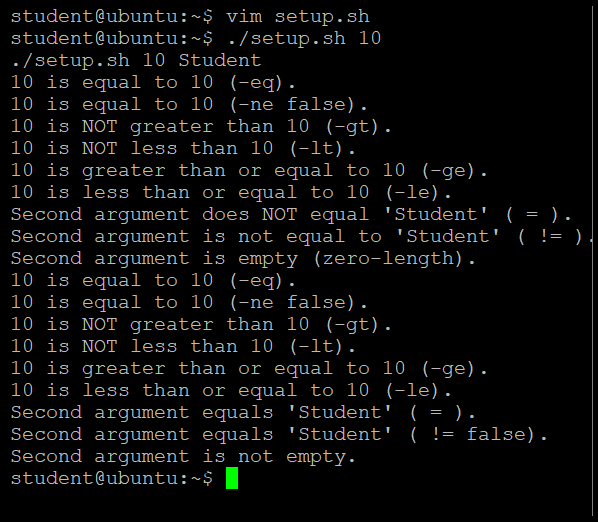 student@ubuntu:~$ vim setup.sh
student@ubuntu:~$ ./setup.sh 10
./setup.sh 10 Student
10 is equal to 10 (-eq).
10 is equal to 10 (-ne false).
10 is NOT greater than 10 (-gt).
10 is NOT less than 10 (-lt).
10 is greater than or equal to 10 (-ge).
10 is less than or equal to 10 (-le).
Second argument does NOT equal 'Student' ( = ).
Second argument is not equal to 'Student' ( != ).
Second argument is empty (zero-length).
10 is equal to 10 (-eq).
10 is equal to 10 (-ne false).
10 is NOT greater than 10 (-gt).
10 is NOT less than 10 (-lt).
10 is greater than or equal to 10 (-ge).
10 is less than or equal to 10 (-le).
Second argument equals 'Student' ( = ).
Second argument equals 'Student' ( != false).
Second argument is not empty.
student@ubuntu:~$